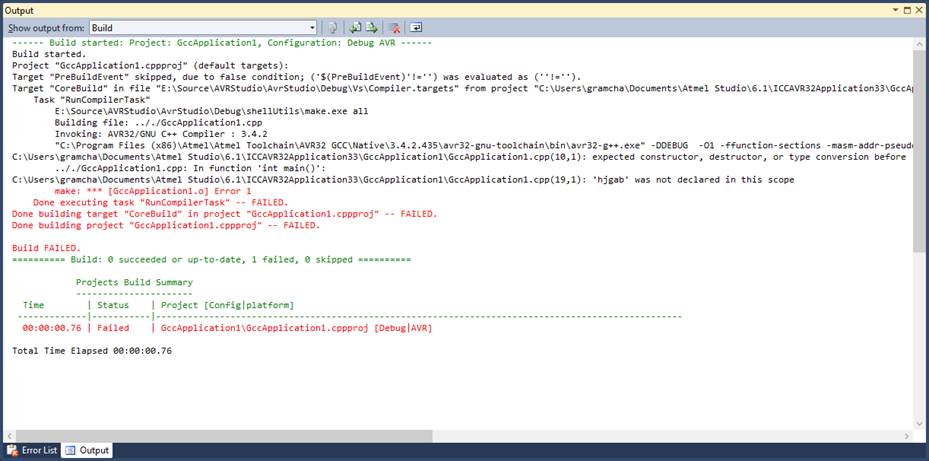 Output
Show output from: Build
------ Build started: Project: GccApplication1, Configuration: Debug AVR ------
Build started.
Project "GccApplication1.cppproj" (default targets):
Target "PreBuildEvent" skipped, due to false condition; ('$(PreBuildEvent)'!='') was evaluated as (''!='').
Target "CoreBuild" in file "E:\Source\AVRStudio\AvrStudio\Debug\Vs\Compiler.targets" from project "C:\Users\gramcha\Documents\Atmel Studio\6.1\ICCAVR32Application33\GccAp
Task "RunCompilerTask"
E:\Source\AVRStudio\AvrStudio\Debug\shellUtils\make.exe all
Building file: .././GccApplication1.cpp
Invoking: AVR32/GNU C++ Compiler : 3.4.2
"C:\Program Files (x86)\Atmel\Atmel Toolchain\AVR32 GCC\Native\3.4.2.435\avr32-gnu-toolchain\bin\avr32-g++.exe" -DDEBUG -O1 -ffunction-sections -masm-addr-pseudo
C:\Users\gramcha\Documents\Atmel Studio\6.1\ICCAVR32Application33\GccApplication1\GccApplication1.cpp(10,1): expected constructor, destructor, or type conversion before
.././GccApplication1.cpp: In function 'int main()':
C:\Users\gramcha\Documents\Atmel Studio\6.1\ICCAVR32Application33\GccApplication1\GccApplication1.cpp(19,1): 'hjgab' was not declared in this scope
make: *** [GccApplication1.o] Error 1
Done executing task "RunCompilerTask" -- FAILED.
Done building target "CoreBuild" in project "GccApplication1.cppproj" -- FAILED.
Done building project "GccApplication1.cppproj" -- FAILED.
Build FAILED.
========== Build: 0 succeeded or up-to-date, 1 failed, 0 skipped ==========
Projects Build Summary
----------------------
Time | Status | Project [Config|platform]
-------------|-----------|---------------------------------------------------------------------------------------------------
00:00:00.76 | Failed | GccApplication1\GccApplication1.cppproj [Debug|AVR]
Total Time Elapsed 00:00:00.76
Error List Output